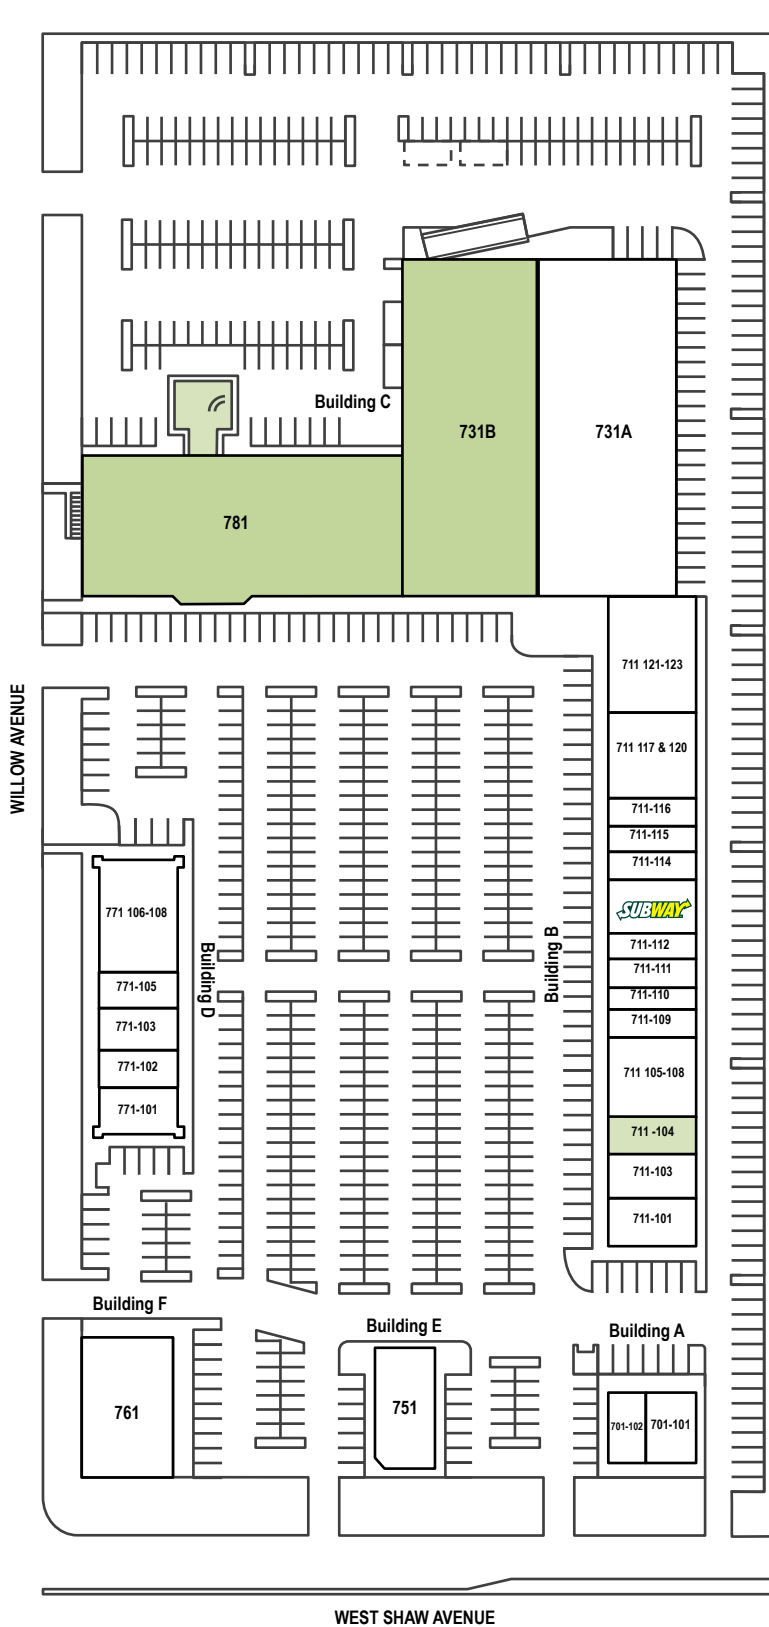 Building C
731B
731A
781
WILLOW AVENUE
711 121-123
711 117 & 120
711-116
711-115
711-114
SUBWAY
711-112
711-111
711-110
711-109
711 105-108
711 -104
711-103
711-101
Building B
771 106-108
771-105
771-103
771-102
771-101
Building D
Building F
761
Building E
751
Building A
701-102
701-101
WEST SHAW AVENUE